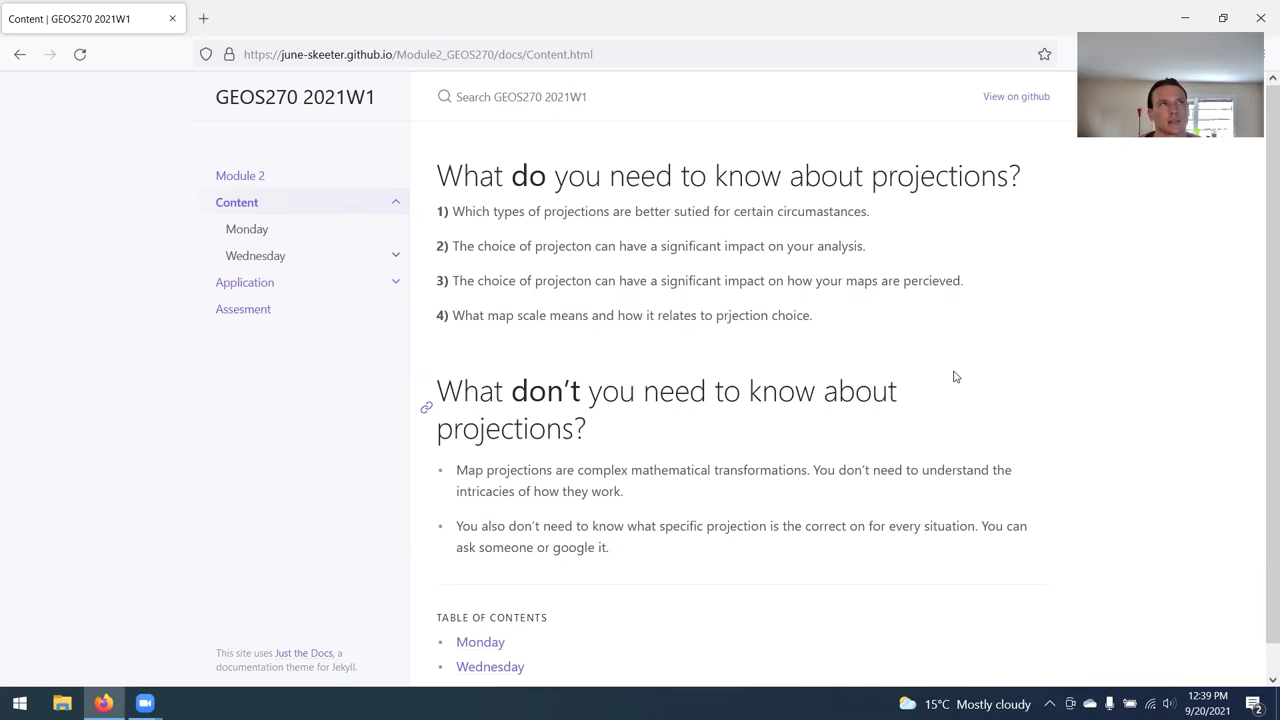 Content | GEOS270 2021W1
https://june-skeeter.github.io/Module2_GEOS270/docs/Content.html
GEOS270 2021W1
Search GEOS270 2021W1
View on github
Module 2
Content
Monday
Wednesday
Application
Assesment
What do you need to know about projections?
1) Which types of projections are better sutied for certain circumastances.
2) The choice of projecton can have a significant impact on your analysis.
3) The choice of projecton can have a significant impact on how your maps are percieved.
4) What map scale means and how it relates to prjection choice.
What don't you need to know about
projections?
• Map projections are complex mathematical transformations. You don't need to understand the
intricacies of how they work.
• You also don't need to know what specific projection is the correct on for every situation. You can
ask someone or google it.
TABLE OF CONTENTS
• Monday
• Wednesday
This site uses Just the Docs, a
documentation theme for Jekyll.
15°C Mostly cloudy
12:39 PM
9/20/2021
2